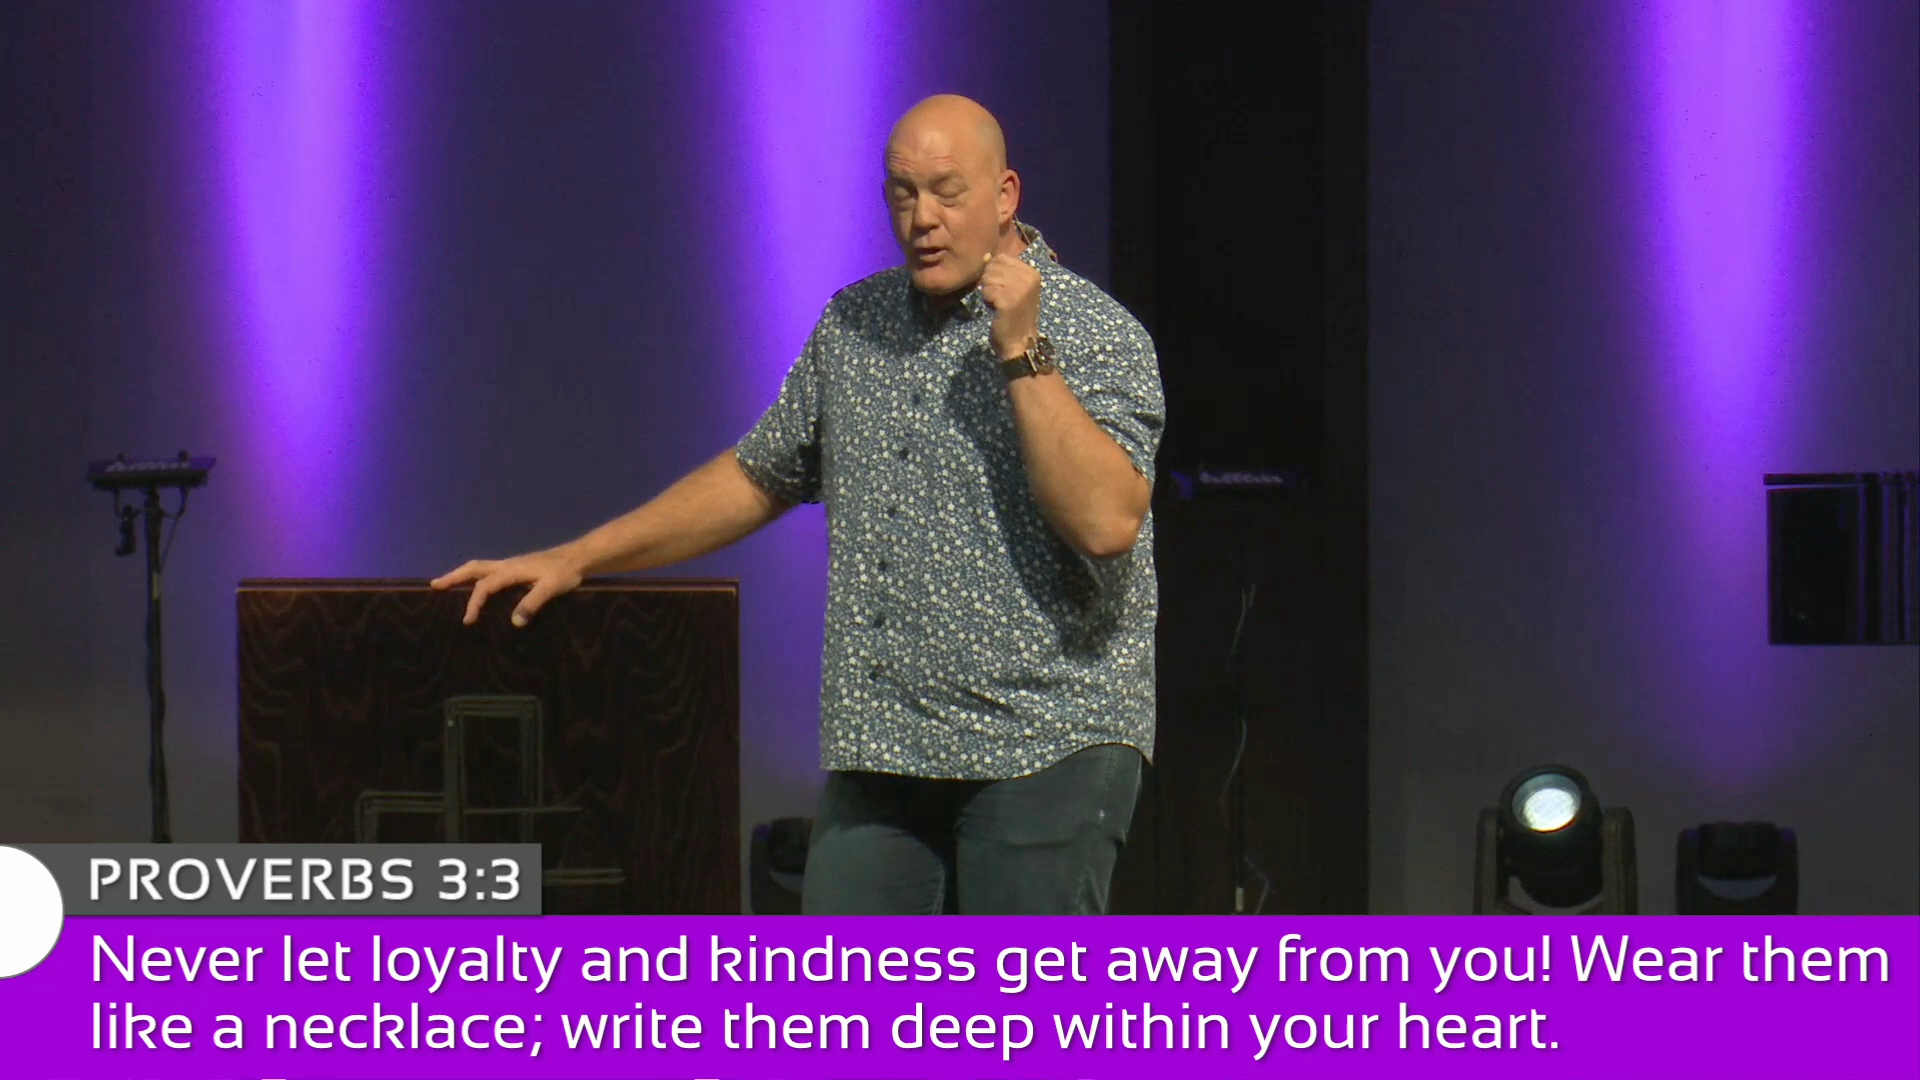 PROVERBS 3:3
Never let loyalty and kindness get away from you! Wear them
like a necklace; write them deep within your heart.